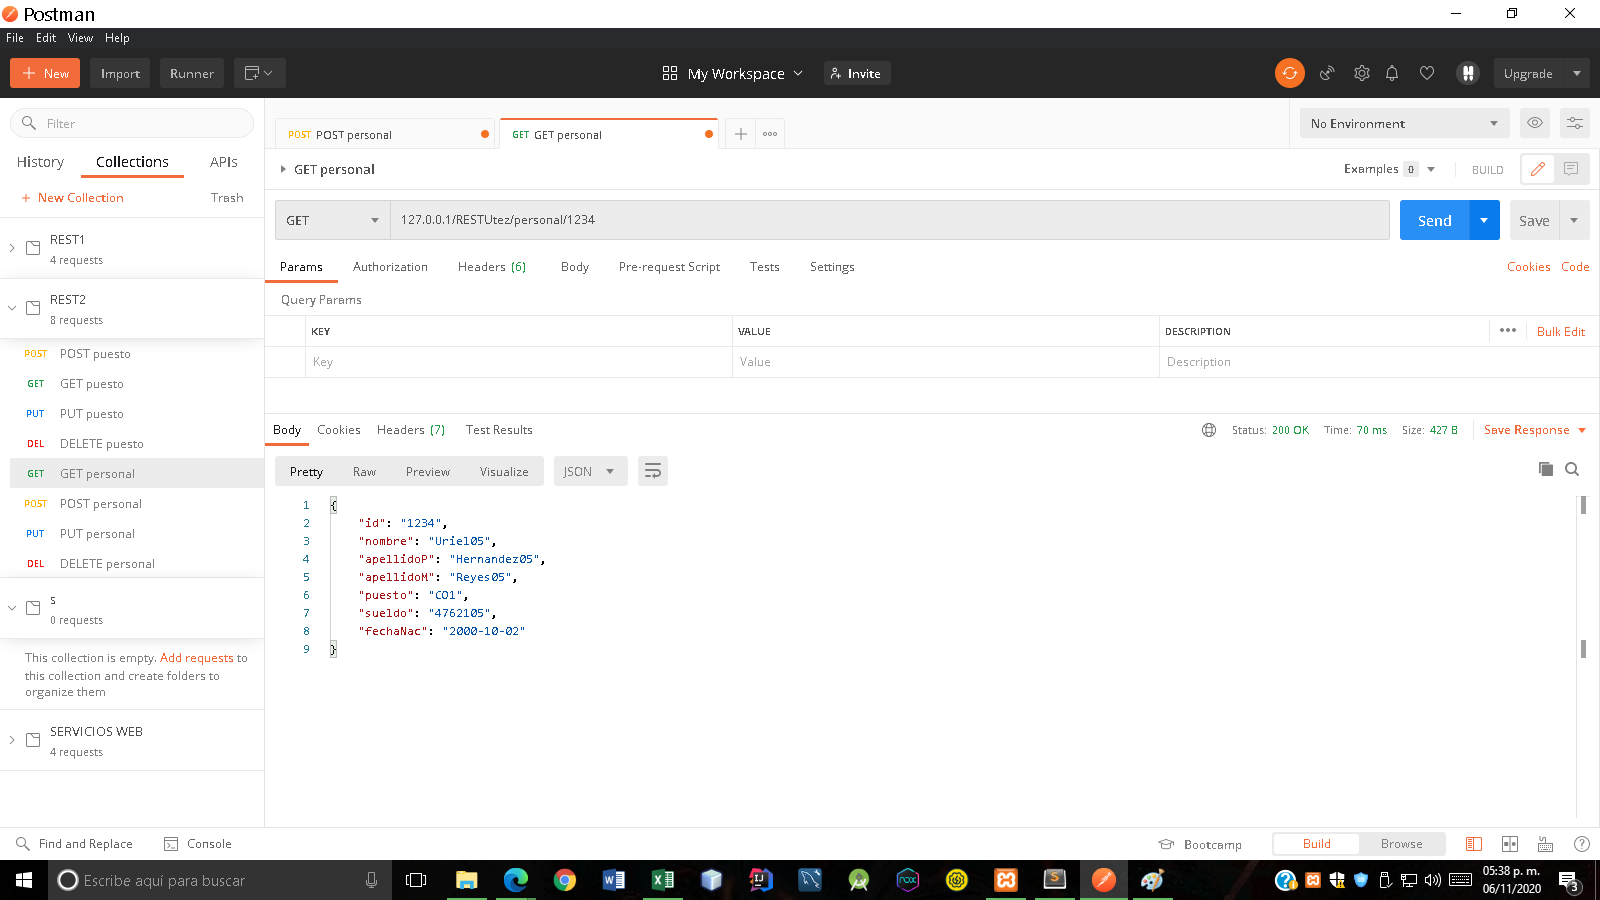 Postman
File Edit View Help
New Import Runner My Workspace Invite Upgrade
Filter
History Collections APIs
+ New Collection Trash
REST1
4 requests
REST2
8 requests
POST POST puesto
GET GET puesto
PUT PUT puesto
DEL DELETE puesto
GET GET personal
POST POST personal
PUT PUT personal
DEL DELETE personal
S
0 requests
This collection is empty. Add requests to
this collection and create folders to
organize them
SERVICIOS WEB
4 requests
POST POST personal GET GET personal No Environment
GET personal Examples 0 BUILD
GET 127.0.0.1/RESTUtez/personal/1234 Send Save
Params Authorization Headers (6) Body Pre-request Script Tests Settings Cookies Code
Query Params
KEY VALUE DESCRIPTION Bulk Edit
Key Value Description
Body Cookies Headers (7) Test Results Status: 200 OK Time: 70 ms Size: 427 B Save Response
Pretty Raw Preview Visualize JSON
1 {
2 "id": "1234",
3 "nombre": "Uriel05",
4 "apellidoP": "Hernandez05",
5 "apellidoM": "Reyes05",
6 "puesto": "CO1",
7 "sueldo": "4762105",
8 "fechaNac": "2000-10-02"
9 }
Find and Replace Console Bootcamp Build Browse
Escribe aquí para buscar
05:38 p. m.
06/11/2020
3